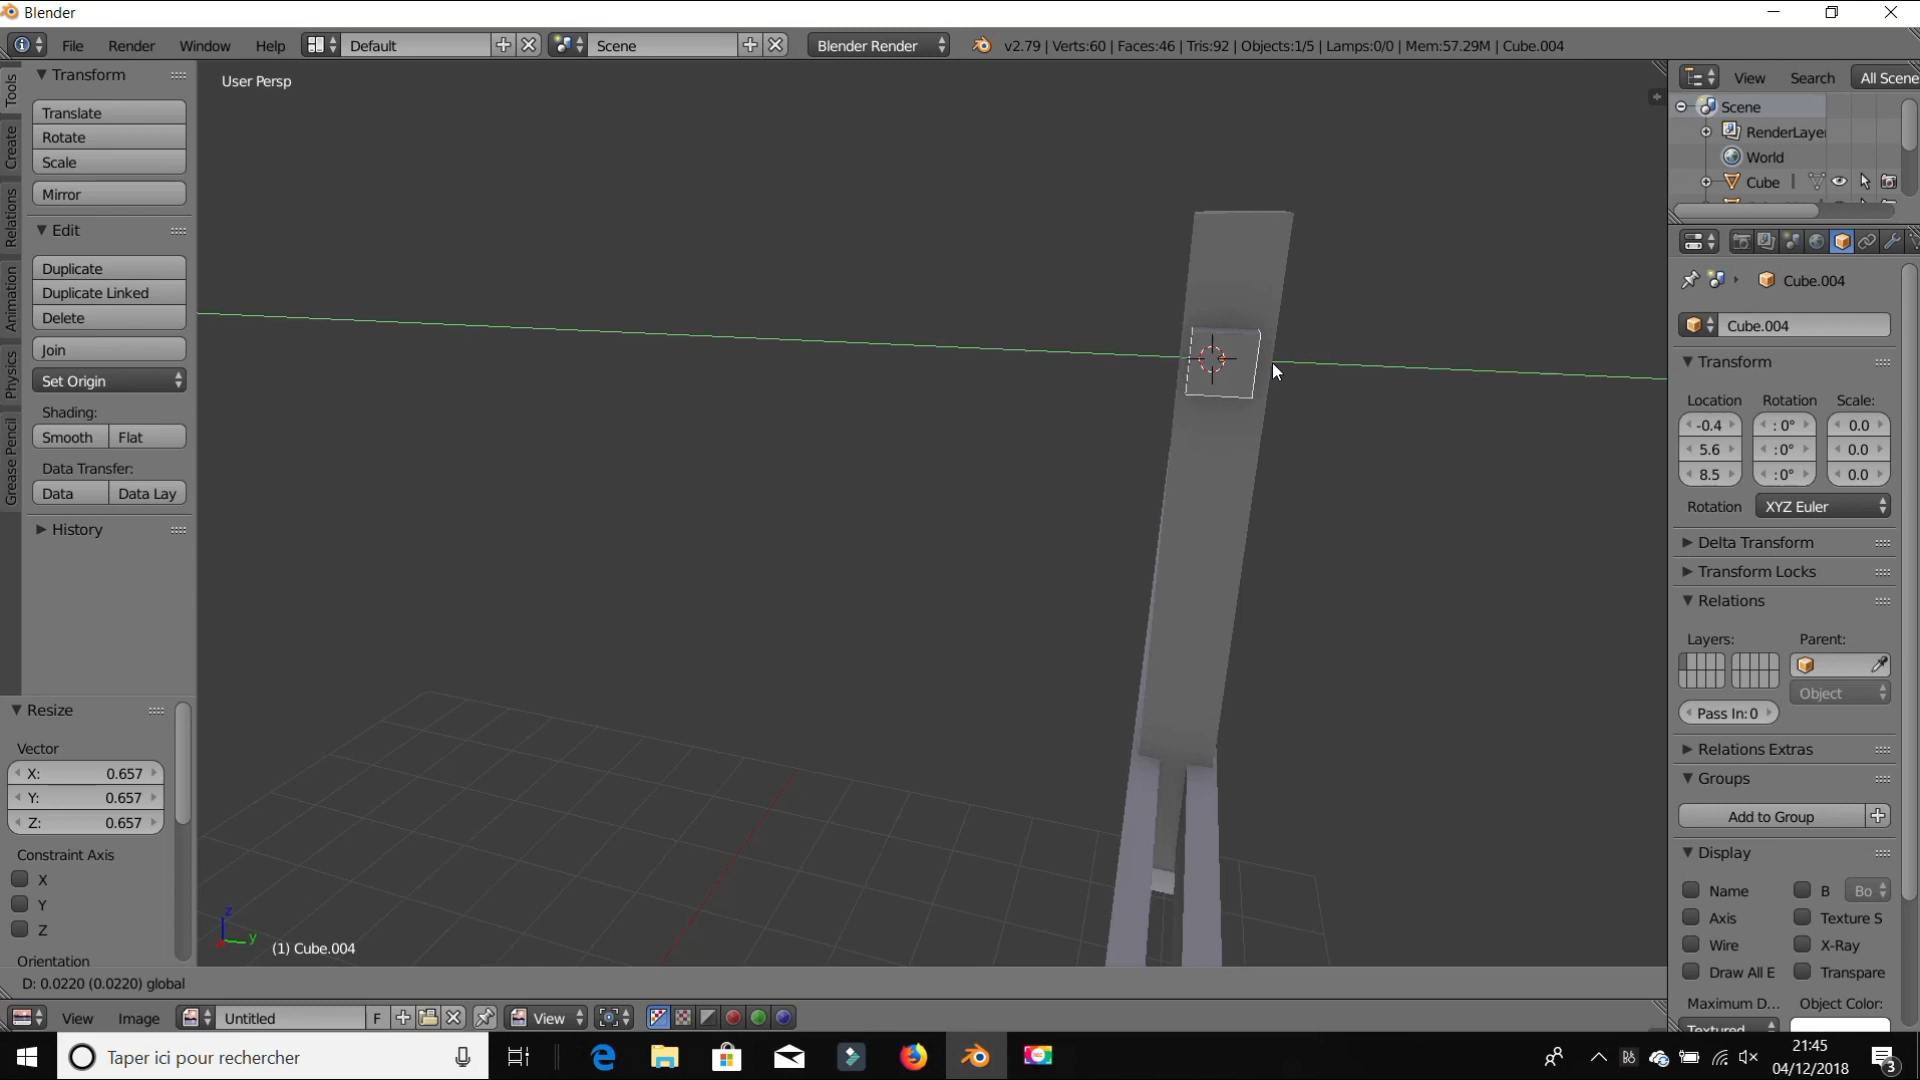 Blender
File Render Window Help Default Scene Blender Render v2.79 | Verts:60 | Faces:46 | Tris:92 | Objects:1/5 | Lamps:0/0 | Mem:57.29M | Cube.004
Tools
Create
Relations
Animation
Physics
Grease Pencil
Transform
Translate
Rotate
Scale
Mirror
Edit
Duplicate
Duplicate Linked
Delete
Join
Set Origin
Shading:
Smooth Flat
Data Transfer:
Data Data Lay
History
Resize
Vector
X: 0.657
Y: 0.657
Z: 0.657
Constraint Axis
X
Y
Z
Orientation
User Persp
z
y
(1) Cube.004
D: 0.0220 (0.0220) global
View Image Untitled F View
View Search All Scene
Scene
RenderLaye
World
Cube
Cube.004
Cube.004
Transform
Location Rotation Scale:
-0.4 : 0° 0.0
5.6 :0° 0.0
8.5 :0° 0.0
Rotation XYZ Euler
Delta Transform
Transform Locks
Relations
Layers: Parent:
Object
Pass In: 0
Relations Extras
Groups
Add to Group
Display
Name B Bo
Axis Texture S
Wire X-Ray
Draw All E Transpare
Maximum D... Object Color:
Textured
Taper ici pour rechercher
21:45
04/12/2018
3